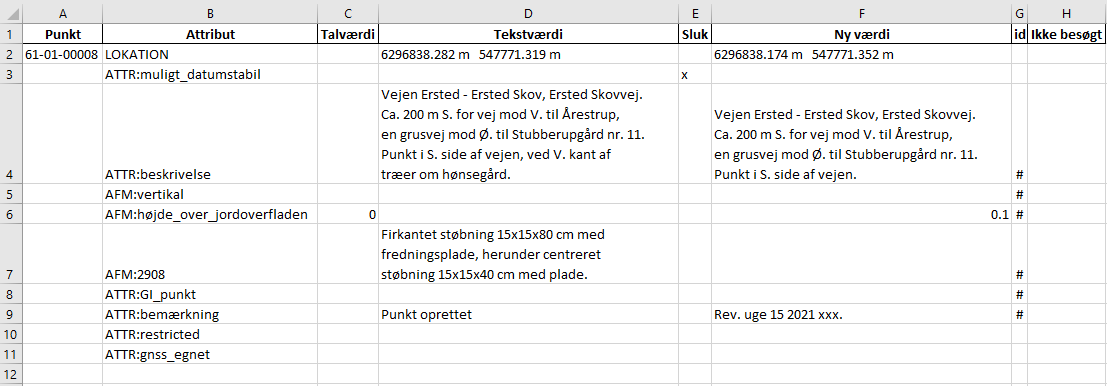 A B C D E F G H
1 Punkt Attribut Talværdi Tekstværdi Sluk Ny værdi id Ikke besøgt
2 61-01-00008 LOKATION 6296838.282 m 547771.319 m 6296838.174 m 547771.352 m
3 ATTR:muligt_datumstabil x
Vejen Ersted - Ersted Skov, Ersted Skovvej.
Ca. 200 m S. for vej mod V. til Årestrup, Vejen Ersted - Ersted Skov, Ersted Skovvej.
en grusvej mod Ø. til Stubberupgård nr. 11. Ca. 200 m S. for vej mod V. til Årestrup,
Punkt i S. side af vejen, ved V. kant af en grusvej mod Ø. til Stubberupgård nr. 11.
4 ATTR:beskrivelse træer om hønsegård. Punkt i S. side af vejen. #
5 AFM:vertikal #
6 AFM:højde_over_jordoverfladen 0 0.1 #
Firkantet støbning 15x15x80 cm med
fredningsplade, herunder centreret
7 AFM:2908 støbning 15x15x40 cm med plade. #
8 ATTR:GI_punkt #
9 ATTR:bemærkning Punkt oprettet Rev. uge 15 2021 xxx. #
10 ATTR:restricted
11 ATTR:gnss_egnet
12